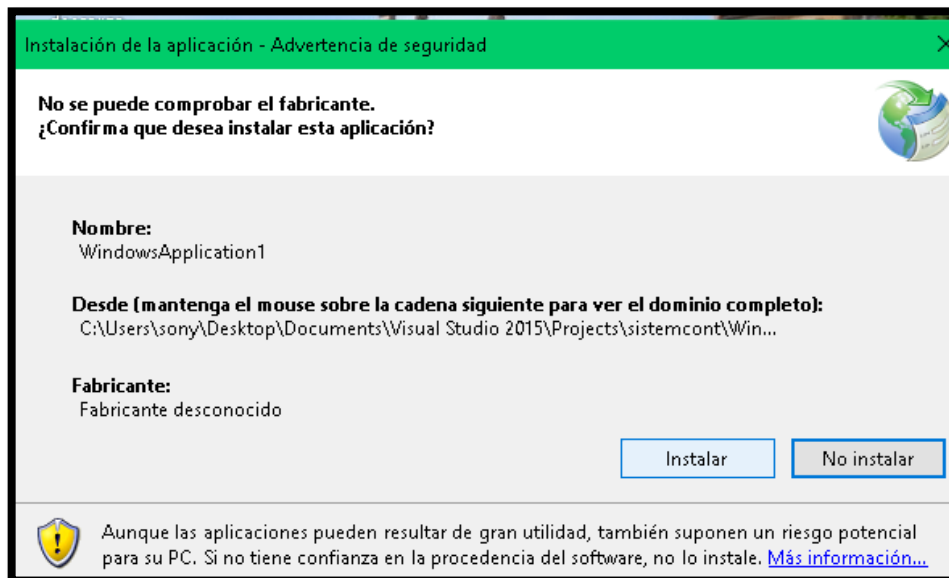 Instalación de la aplicación - Advertencia de seguridad
No se puede comprobar el fabricante.
¿Confirma que desea instalar esta aplicación?
Nombre:
WindowsApplication1
Desde (mantenga el mouse sobre la cadena siguiente para ver el dominio completo):
C:\Users\sony\Desktop\Documents\Visual Studio 2015\Projects\sistemcont\Win...
Fabricante:
Fabricante desconocido
Instalar No instalar
Aunque las aplicaciones pueden resultar de gran utilidad, también suponen un riesgo potencial
para su PC. Si no tiene confianza en la procedencia del software, no lo instale. Más información...